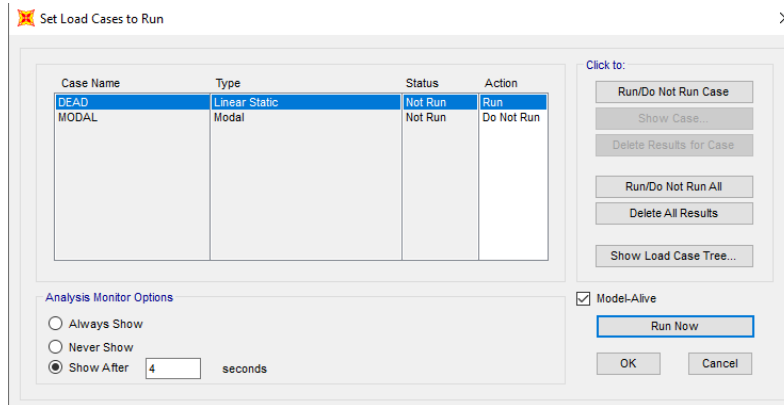 Set Load Cases to Run
Click to:
Case Name Type Status Action
DEAD Linear Static Not Run Run
MODAL Modal Not Run Do Not Run
Run/Do Not Run Case
Show Case...
Delete Results for Case
Run/Do Not Run All
Delete All Results
Show Load Case Tree...
Analysis Monitor Options
Always Show
Never Show
Show After 4 seconds
Model-Alive
Run Now
OK Cancel